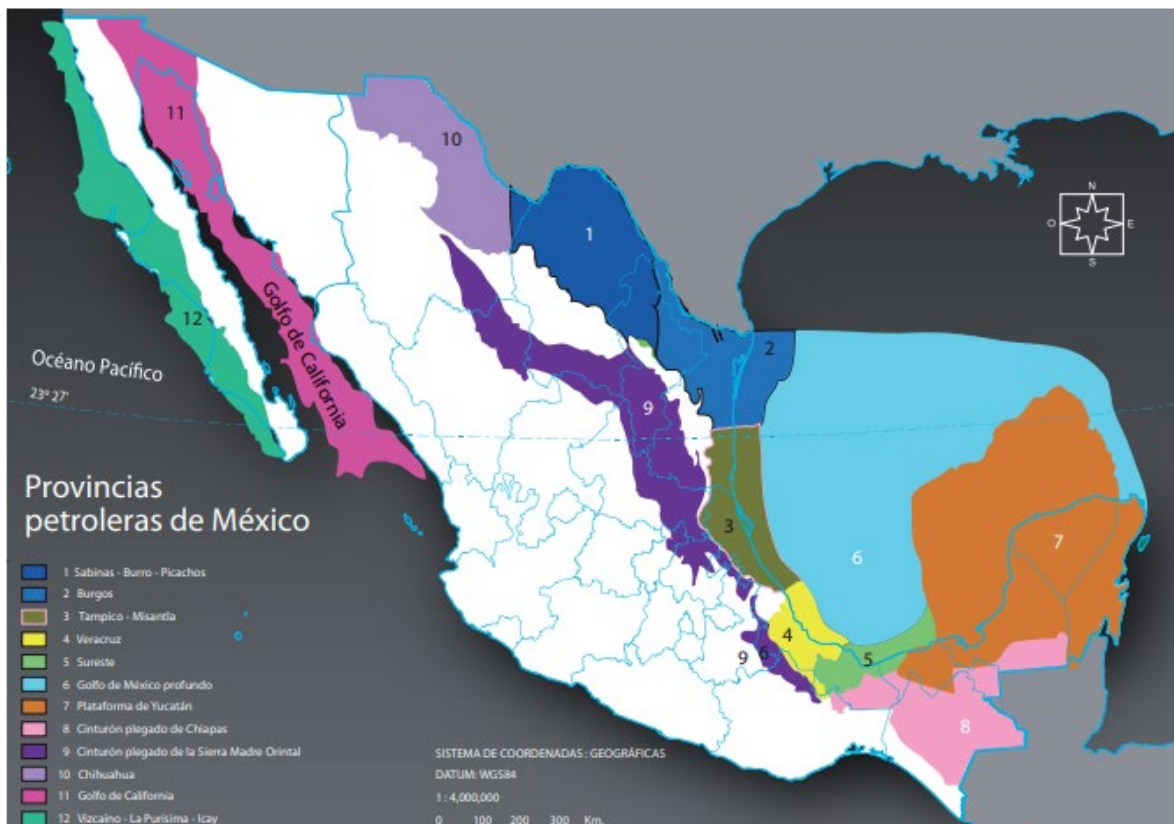 11
10
1
12
Golfo de California
2
Océano Pacífico
23º 27'
9
N
O
E
S
3
6
7
4
5
9
6
8
Provincias
petroleras de México
1 Sabinas - Burro - Picachos
2 Burgos
3 Tampico - Misantla
4 Veracruz
5 Sureste
6 Golfo de México profundo
7 Plataforma de Yucatán
8 Cinturón plegado de Chiapas
9 Cinturón plegado de la Sierra Madre Orintal
10 Chihuahua
11 Golfo de California
12 Vizcaino - La Purísima - Icay
SISTEMA DE COORDENADAS : GEOGRÁFICAS
DATUM: WGS84
1 : 4,000,000
0 100 200 300 Km.